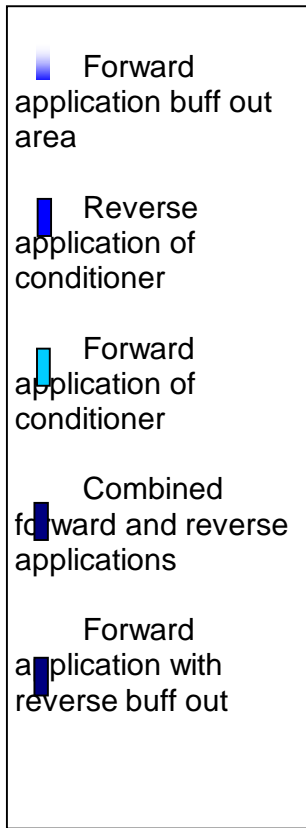 Forward
application buff out
area
Reverse
application of
conditioner
Forward
application of
conditioner
Combined
forward and reverse
applications
Forward
application with
reverse buff out